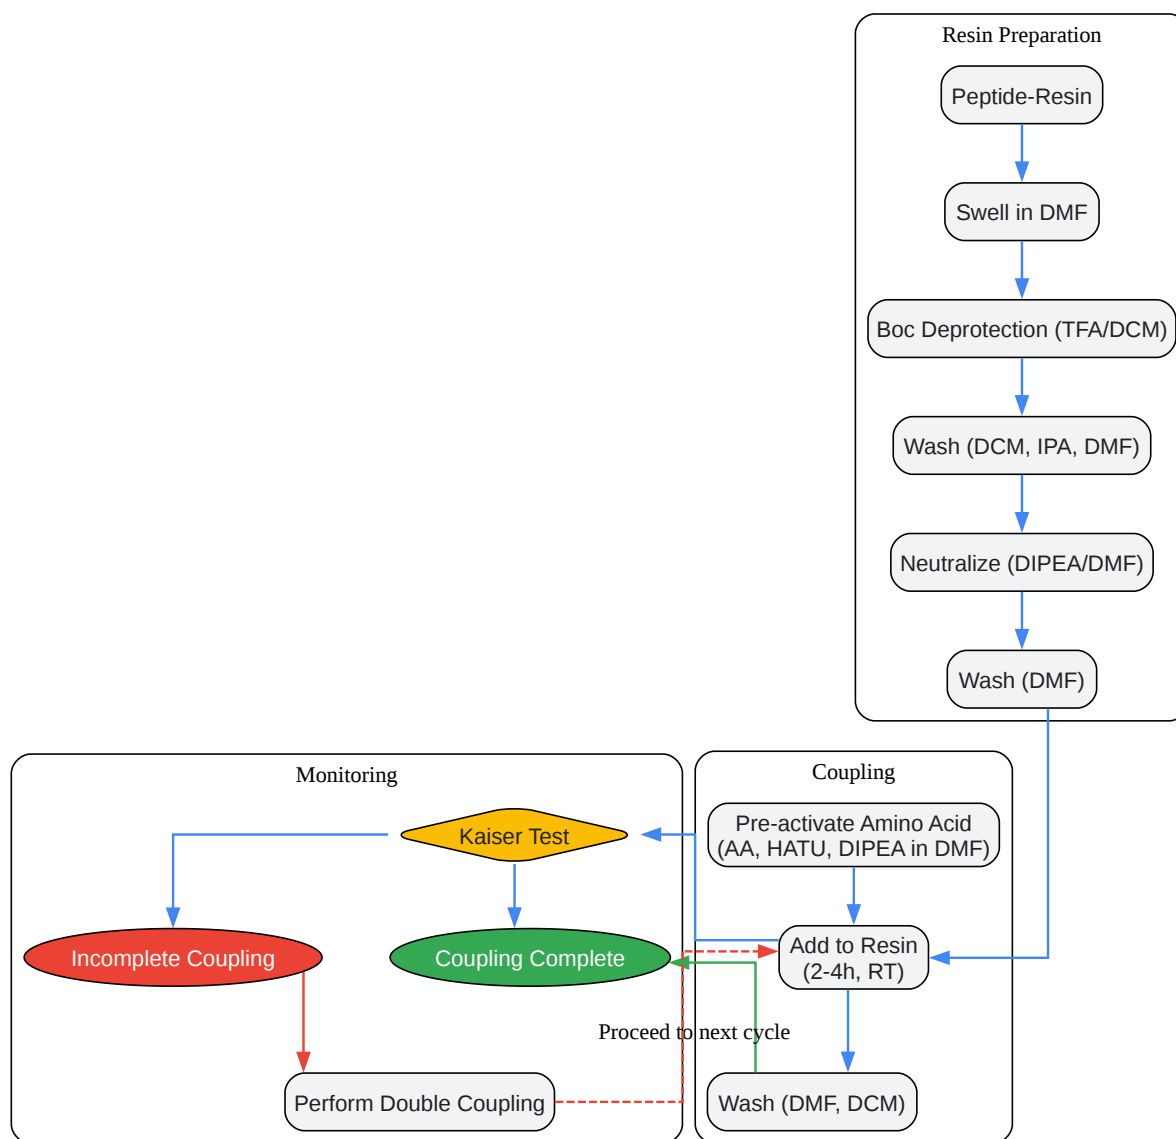 Resin Preparation
Peptide-Resin
Swell in DMF
Boc Deprotection (TFA/DCM)
Wash (DCM, IPA, DMF)
Neutralize (DIPEA/DMF)
Wash (DMF)
Monitoring
Kaiser Test
Incomplete Coupling
Coupling Complete
Proceed to next cycle
Perform Double Coupling
Coupling
Pre-activate Amino Acid
(AA, HATU, DIPEA in DMF)
Add to Resin
(2-4h, RT)
Wash (DMF, DCM)